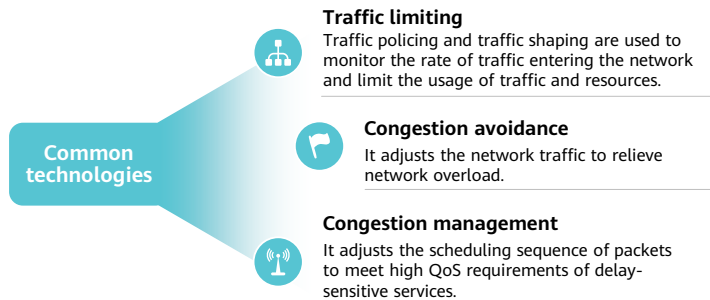 Traffic limiting
Traffic policing and traffic shaping are used to
monitor the rate of traffic entering the network
and limit the usage of traffic and resources.
Common
technologies
Congestion avoidance
It adjusts the network traffic to relieve
network overload.
Congestion management
It adjusts the scheduling sequence of packets
to meet high QoS requirements of delay-
sensitive services.